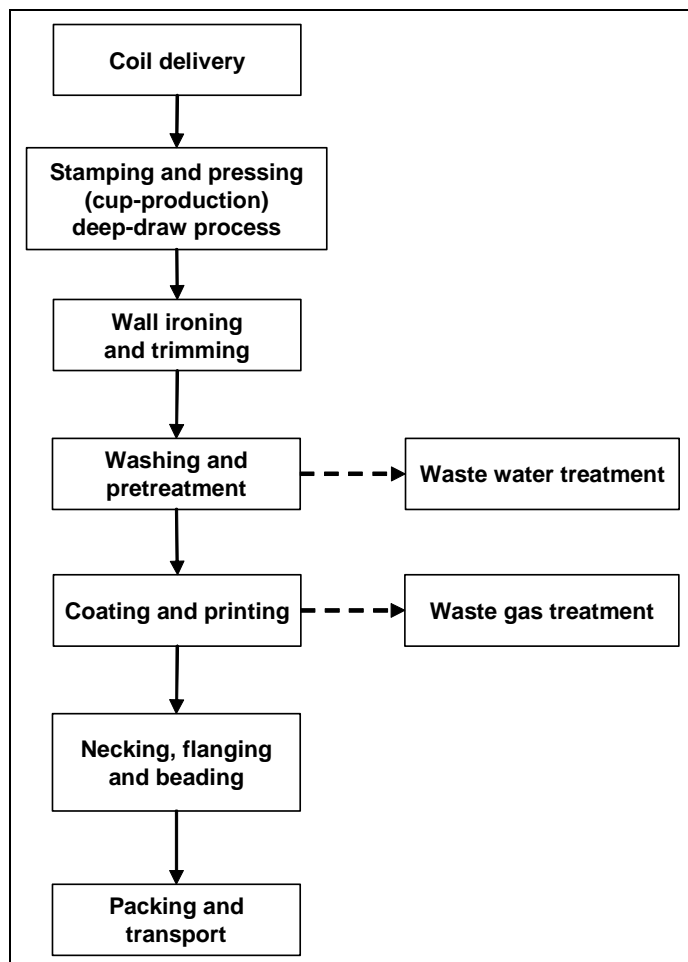 Coil delivery
Stamping and pressing
(cup-production)
deep-draw process
Wall ironing
and trimming
Washing and
pretreatment
Waste water treatment
Coating and printing
Waste gas treatment
Necking, flanging
and beading
Packing and
transport